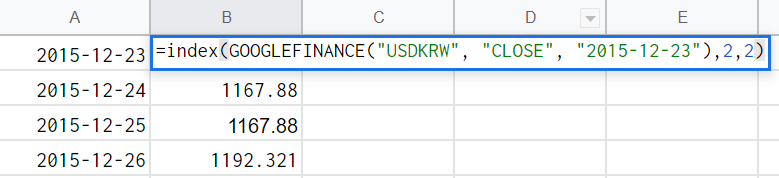 A B C D E
2015-12-23 =index(GOOGLEFINANCE("USDKRW", "CLOSE", "2015-12-23"),2,2)
2015-12-24 1167.88
2015-12-25 1167.88
2015-12-26 1192.321